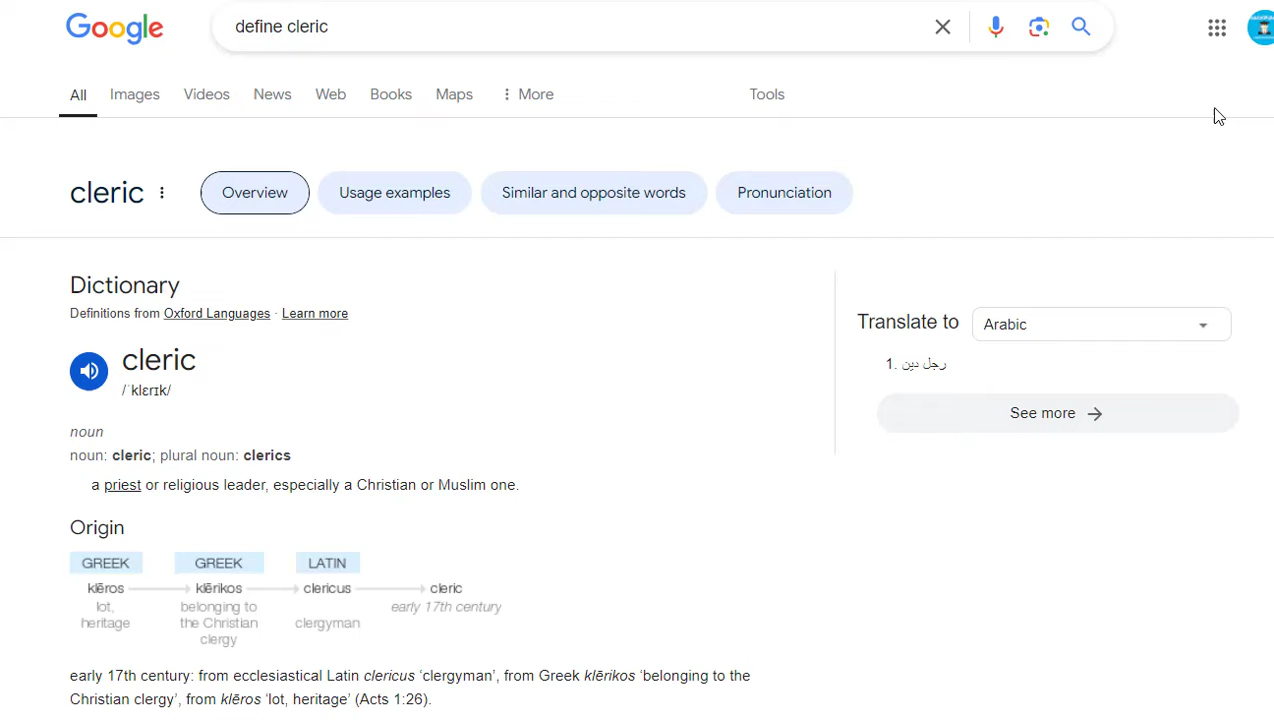 Google
define cleric
All Images Videos News Web Books Maps More Tools
cleric Overview Usage examples Similar and opposite words Pronunciation
Dictionary
Definitions from Oxford Languages · Learn more
cleric
/ˈklɛrɪk/
noun
noun: cleric; plural noun: clerics
a priest or religious leader, especially a Christian or Muslim one.
Translate to Arabic
1. رجل دين
See more
Origin
GREEK GREEK LATIN
klēros klērikos clericus cleric
lot, belonging to early 17th century
heritage the Christian clergyman
clergy
early 17th century: from ecclesiastical Latin clericus ‘clergyman’, from Greek klērikos ‘belonging to the
Christian clergy’, from klēros ‘lot, heritage’ (Acts 1:26).